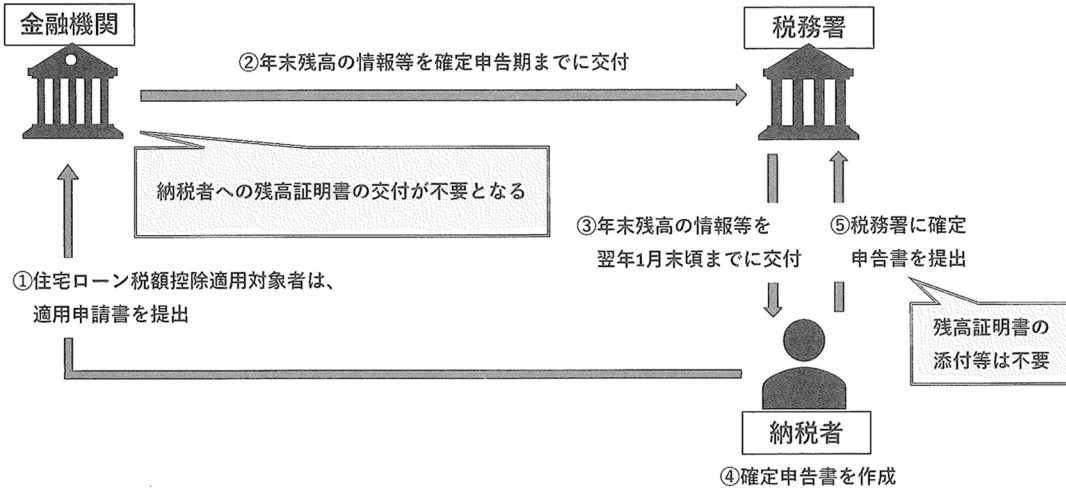 金融機関
税務署
②年末残高の情報等を確定申告期までに交付
納税者への残高証明書の交付が不要となる
③年末残高の情報等を
翌年1月末頃までに交付
⑤税務署に確定
申告書を提出
①住宅ローン税額控除適用対象者は、
適用申請書を提出
残高証明書の
添付等は不要
納税者
④確定申告書を作成